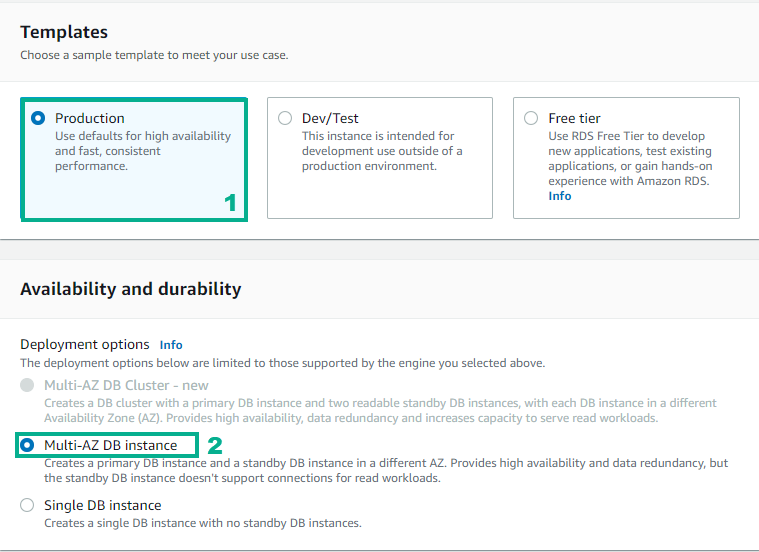 Templates
Choose a sample template to meet your use case.
Production
Use defaults for high availability
and fast, consistent
performance.
1
Dev/Test
This instance is intended for
development use outside of a
production environment.
Free tier
Use RDS Free Tier to develop
new applications, test existing
applications, or gain hands-on
experience with Amazon RDS.
Info
Availability and durability
Deployment options Info
The deployment options below are limited to those supported by the engine you selected above.
Multi-AZ DB Cluster - new
Creates a DB cluster with a primary DB instance and two readable standby DB instances, with each DB instance in a different
Availability Zone (AZ). Provides high availability, data redundancy and increases capacity to serve read workloads.
Multi-AZ DB instance 2
Creates a primary DB instance and a standby DB instance in a different AZ. Provides high availability and data redundancy, but
the standby DB instance doesn't support connections for read workloads.
Single DB instance
Creates a single DB instance with no standby DB instances.